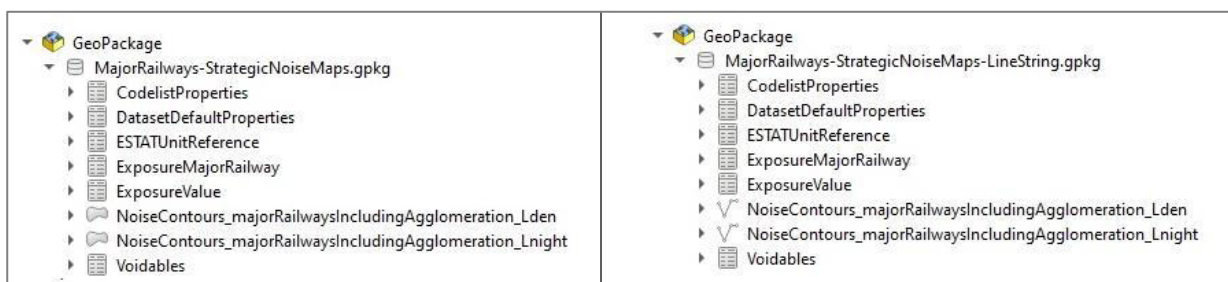 GeoPackage
MajorRailways-StrategicNoiseMaps.gpkg
CodelistProperties
DatasetDefaultProperties
ESTATUnitReference
ExposureMajorRailway
ExposureValue
NoiseContours_majorRailwaysIncludingAgglomeration_Lden
NoiseContours_majorRailwaysIncludingAgglomeration_Lnight
Voidables
GeoPackage
MajorRailways-StrategicNoiseMaps-LineString.gpkg
CodelistProperties
DatasetDefaultProperties
ESTATUnitReference
ExposureMajorRailway
ExposureValue
NoiseContours_majorRailwaysIncludingAgglomeration_Lden
NoiseContours_majorRailwaysIncludingAgglomeration_Lnight
Voidables